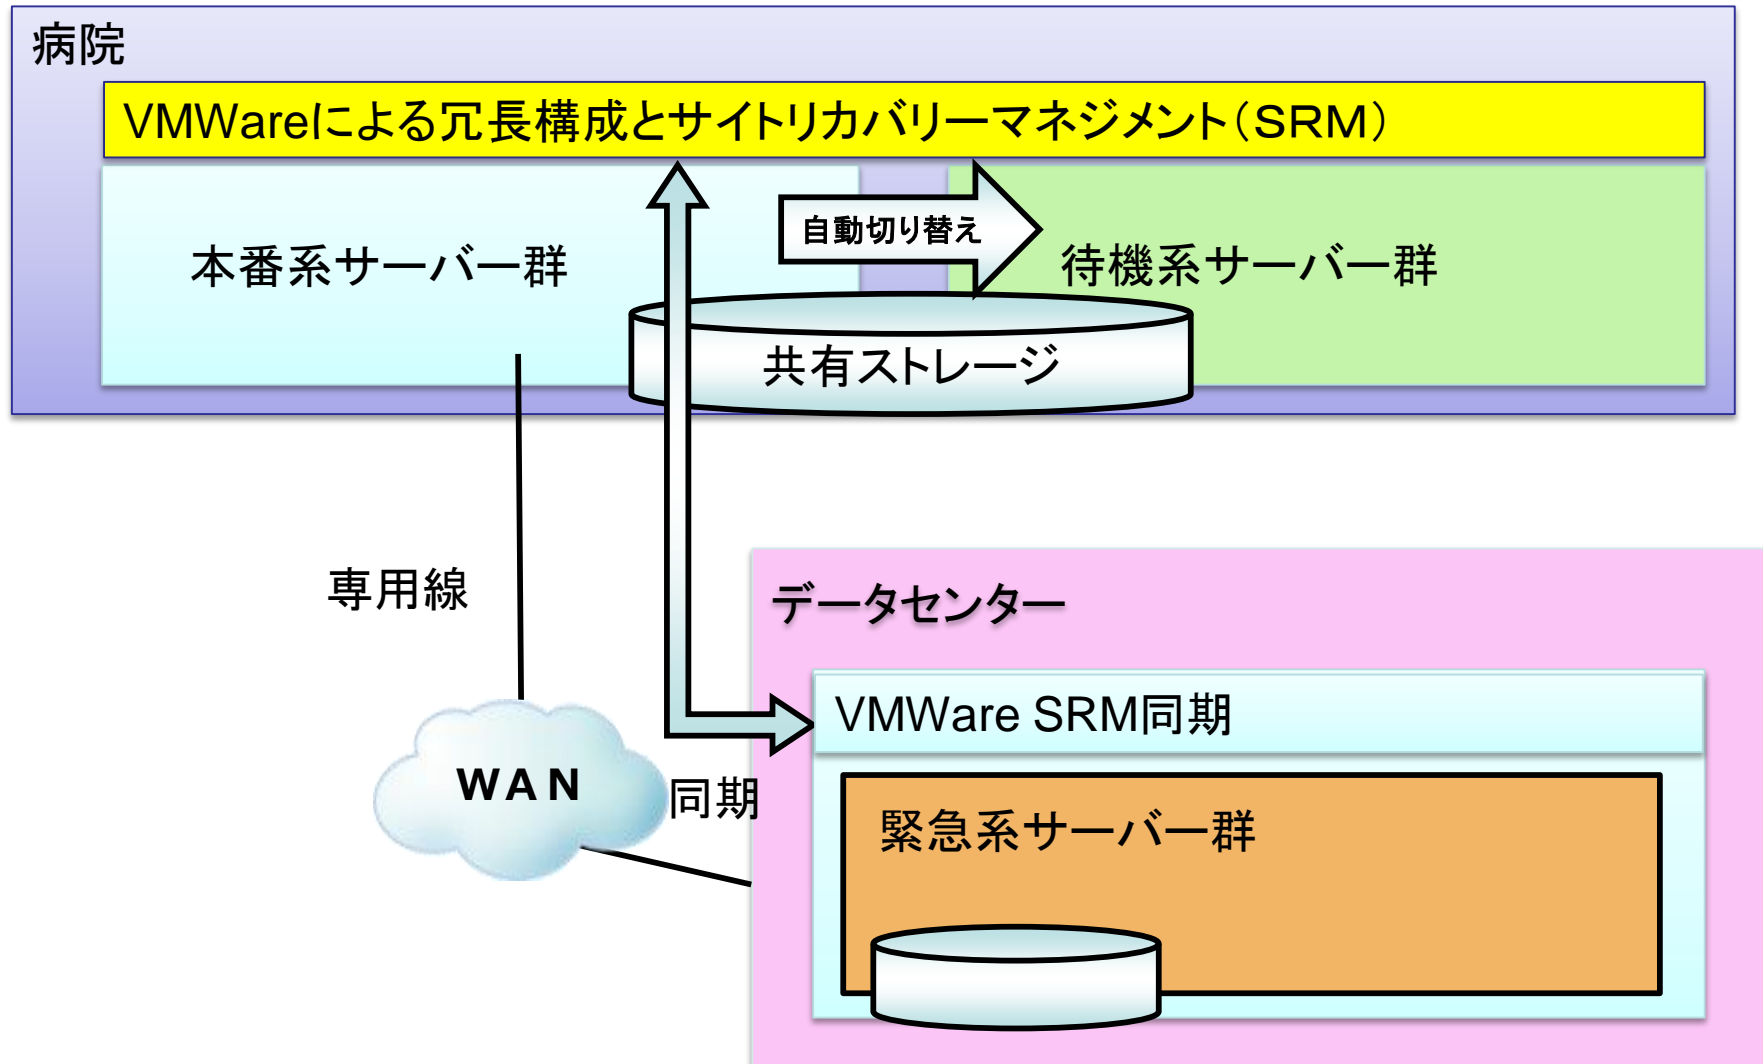 病院
VMWareによる冗長構成とサイトリカバリーマネジメント（ＳＲＭ）
自動切り替え
本番系サーバー群
待機系サーバー群
共有ストレージ
専用線
データセンター
VMWare SRM同期
ＷＡＮ
同期
緊急系サーバー群